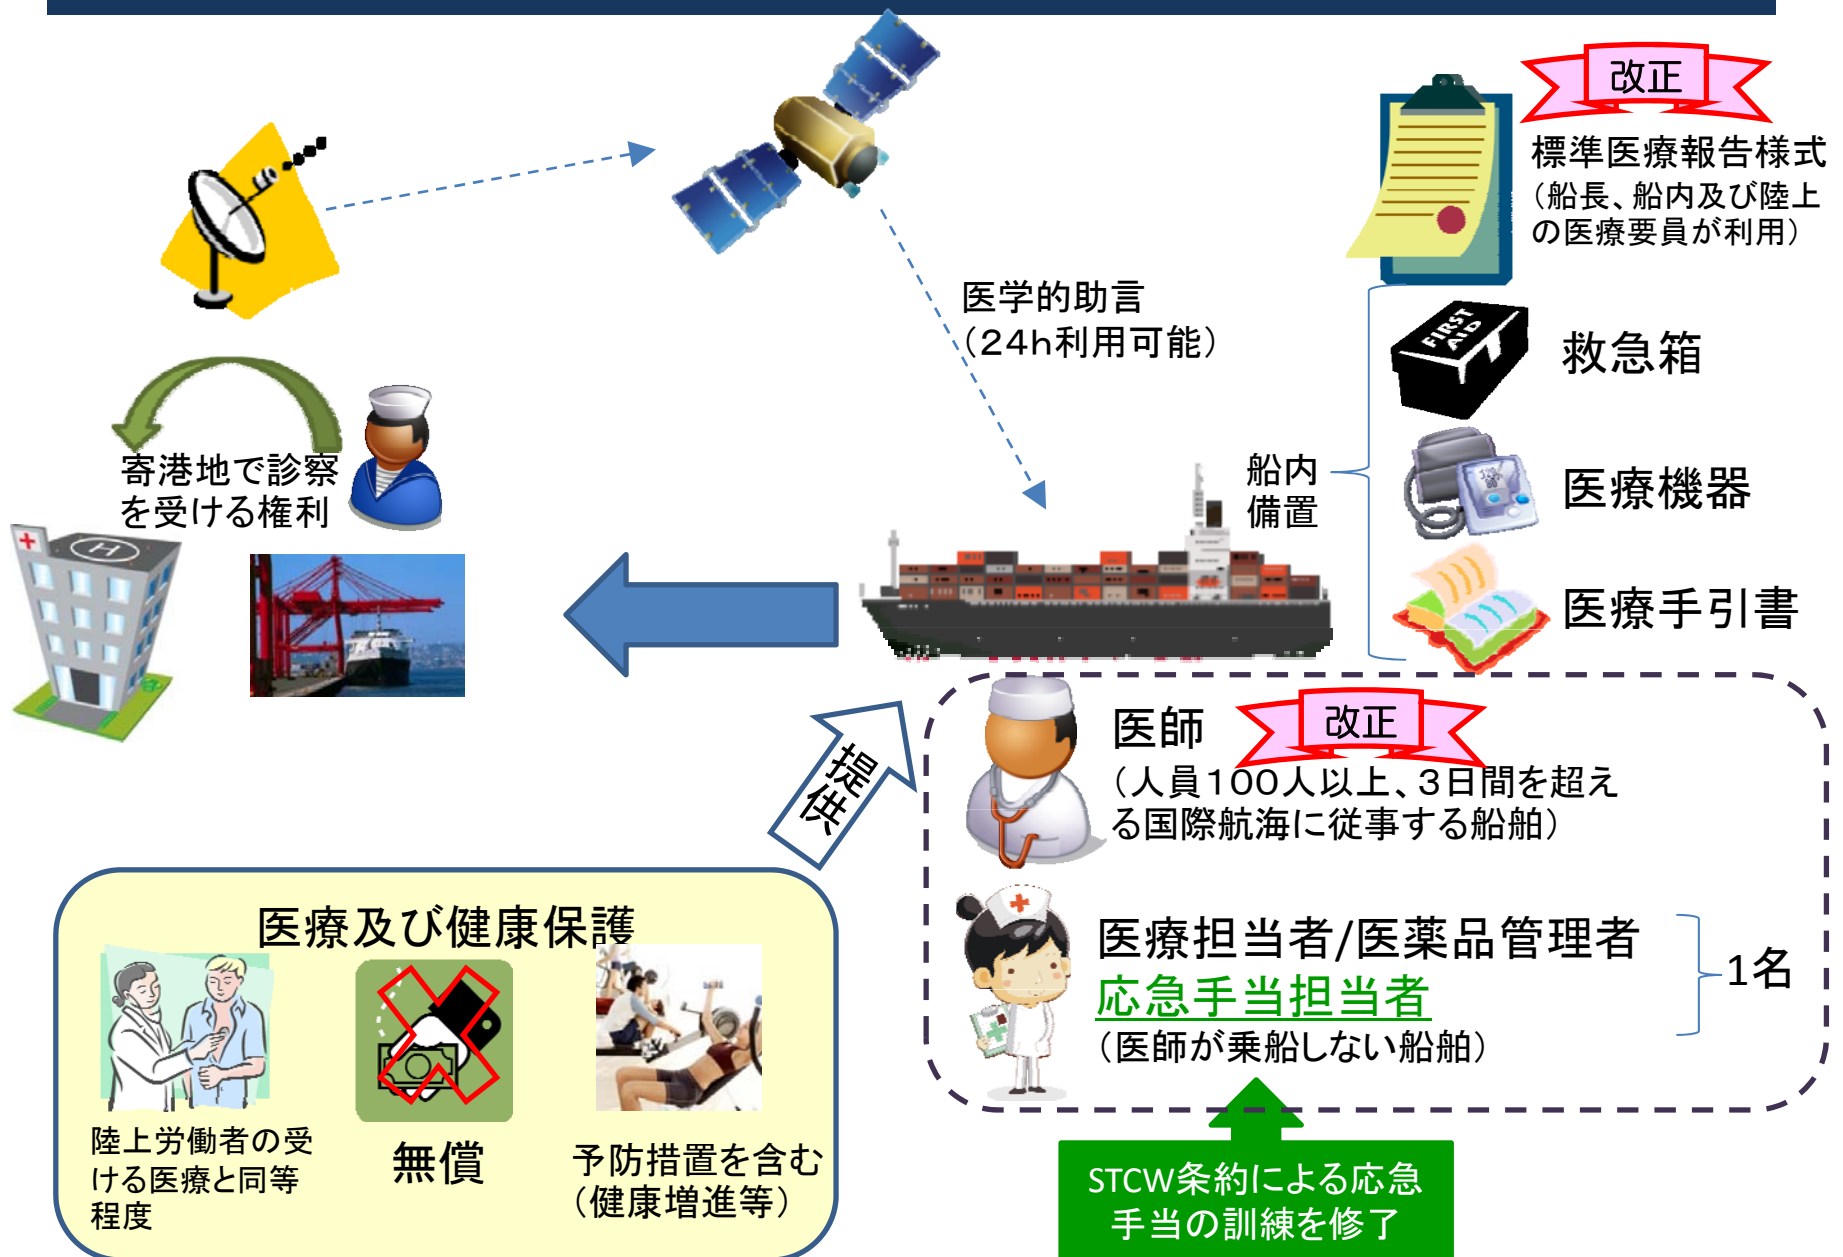 改正
標準医療報告様式
（船長、船内及び陸上
の医療要員が利用）
医学的助言
（２４ｈ利用可能）
FIRST
AID
救急箱
寄港地で診察
を受ける権利
H
船内
備置
医療機器
医療手引書
医師
改正
（人員１００人以上、３日間を超え
る国際航海に従事する船舶）
提供
医療及び健康保護
医療担当者/医薬品管理者
応急手当担当者
（医師が乗船しない船舶）
1名
陸上労働者の受
ける医療と同等
程度
無償
予防措置を含む
（健康増進等）
STCW条約による応急
手当の訓練を修了